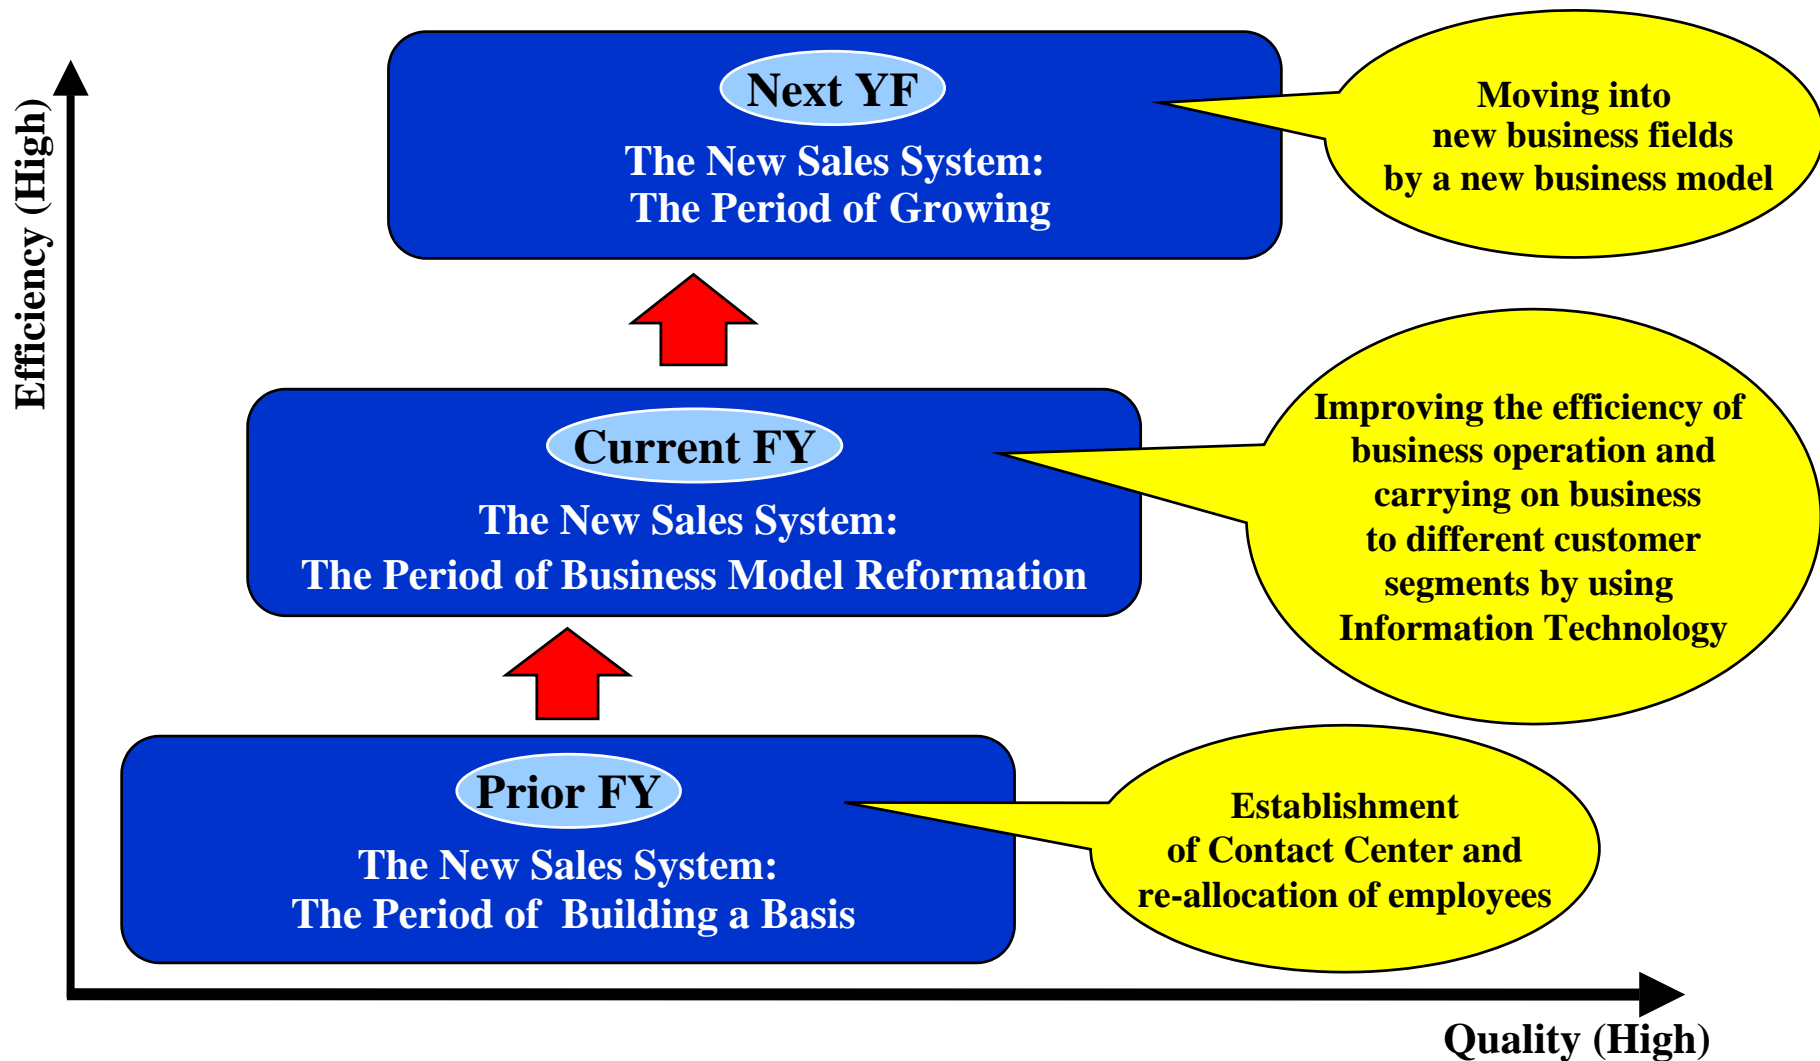 Efficiency (High)
Next YF
The New Sales System:
The Period of Growing
Moving into
new business fields
by a new business model
Current FY
The New Sales System:
The Period of Business Model Reformation
Improving the efficiency of
business operation and
carrying on business
to different customer
segments by using
Information Technology
Prior FY
The New Sales System:
The Period of  Building a Basis
Establishment
of Contact Center and
re-allocation of employees
Quality (High)